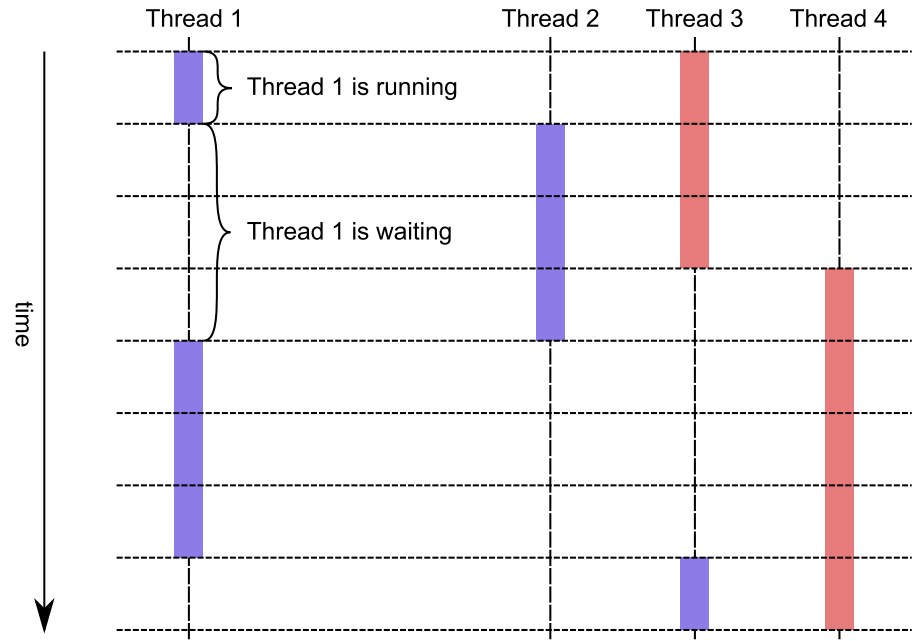 Thread 1
Thread 2
Thread 3
Thread 4
Thread 1 is running
Thread 1 is waiting
time